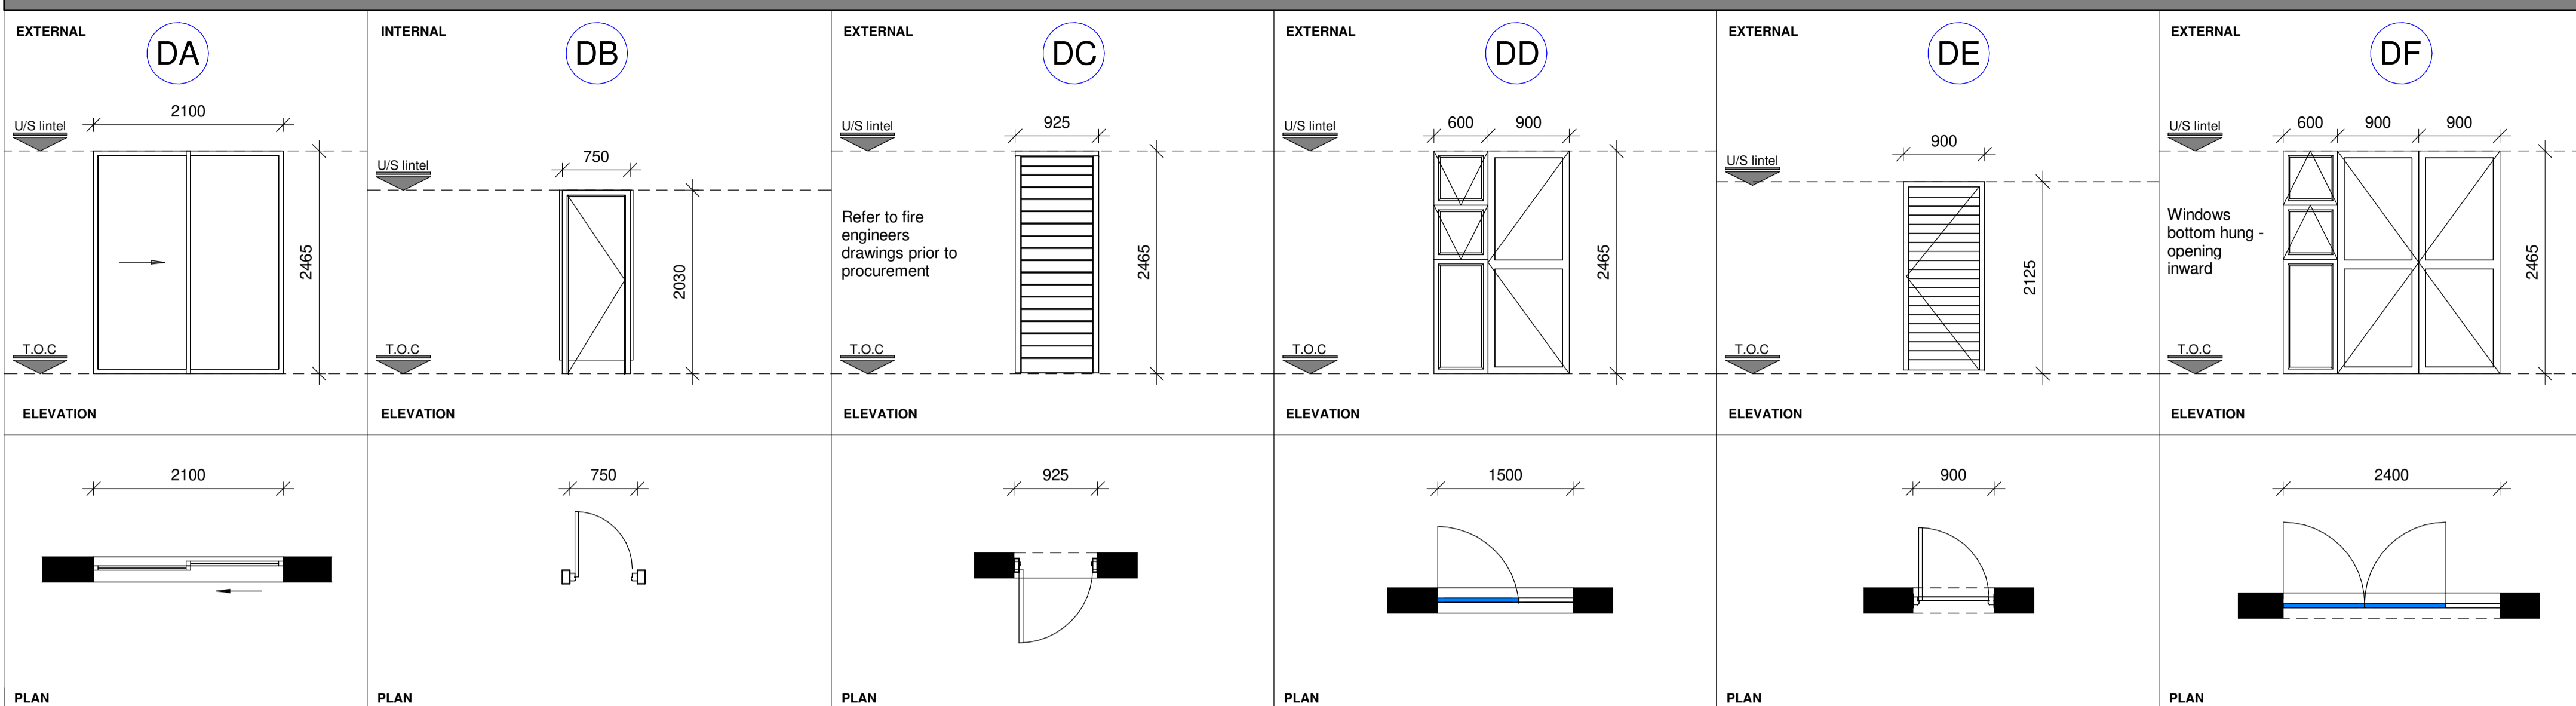 EXTERNAL
DA
2100
U/S lintel
2465
T.O.C
ELEVATION
2100
PLAN
INTERNAL
DB
750
U/S lintel
2030
T.O.C
ELEVATION
750
PLAN
EXTERNAL
DC
925
U/S lintel
Refer to fire
engineers
drawings prior to
procurement
2465
T.O.C
ELEVATION
925
PLAN
EXTERNAL
DD
600 900
U/S lintel
2465
T.O.C
ELEVATION
1500
PLAN
EXTERNAL
DE
900
U/S lintel
2125
T.O.C
ELEVATION
900
PLAN
EXTERNAL
DF
600 900 900
U/S lintel
Windows
bottom hung -
opening
inward
2465
T.O.C
ELEVATION
2400
PLAN